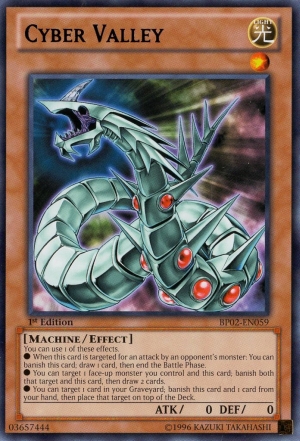 CYBER VALLEY
LIGHT
光
1st Edition
BP02-EN059
[MACHINE / EFFECT]
You can use 1 of these effects.
● When this card is targeted for an attack by an opponent's monster: You can
banish this card; draw 1 card, then end the Battle Phase.
● You can target 1 face-up monster you control and this card; banish both
that target and this card, then draw 2 cards.
● You can target 1 card in your Graveyard; banish this card and 1 card from
your hand, then place that target on top of the Deck.
ATK / 0 DEF / 0
03657444
©1996 KAZUKI TAKAHASHI